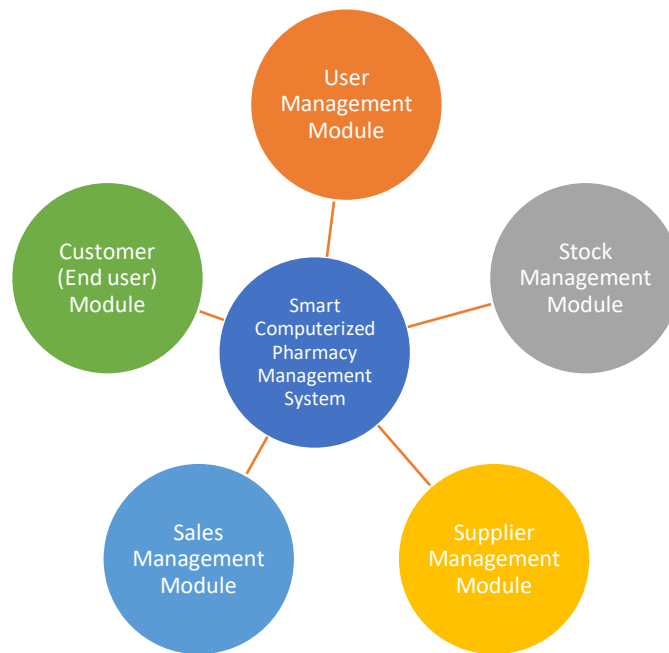 User
Management
Module
Customer
(End user)
Module
Stock
Management
Module
Smart
Computerized
Pharmacy
Management
System
Sales
Management
Module
Supplier
Management
Module